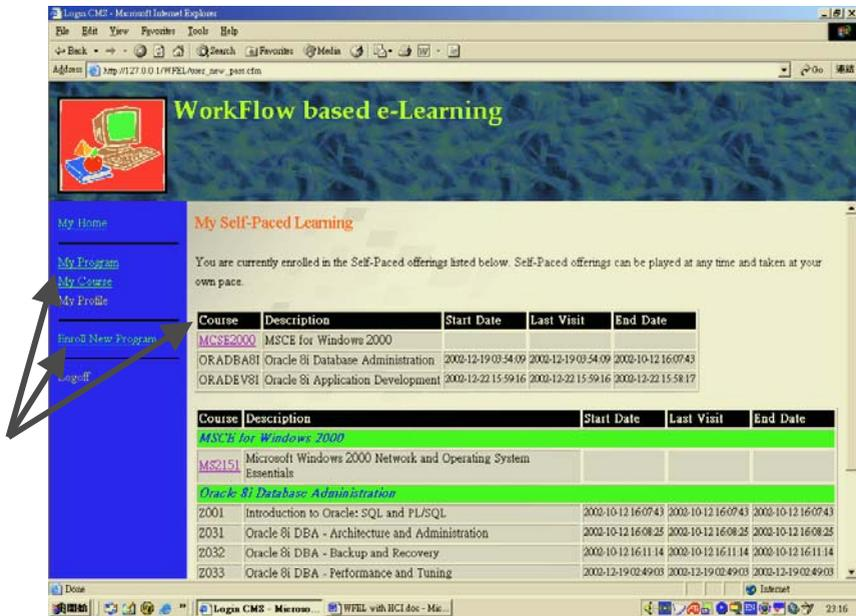 Login CMS - Microsoft Internet Explorer
File Edit View Favorites Tools Help
Back Search Favorites Media
Address http://127.0.0.1/WFEL/user_new_past.cfm Go 連結
WorkFlow based e-Learning
My Home
My Program
My Course
My Profile
Enroll New Program
Logoff
My Self-Paced Learning
You are currently enrolled in the Self-Paced offerings listed below. Self-Paced offerings can be played at any time and taken at your
own pace.
Course Description Start Date Last Visit End Date
MCSE2000 MSCE for Windows 2000
ORADBA8I Oracle 8i Database Administration 2002-12-19 03:54:09 2002-12-19 03:54:09 2002-10-12 16:07:43
ORADEV8I Oracle 8i Application Development 2002-12-22 15:59:16 2002-12-22 15:59:16 2002-12-22 15:58:17
Course Description Start Date Last Visit End Date
MSCE for Windows 2000
MS2151 Microsoft Windows 2000 Network and Operating System
Essentials
Oracle 8i Database Administration
Z001 Introduction to Oracle: SQL and PL/SQL 2002-10-12 16:07:43 2002-10-12 16:07:43 2002-10-12 16:07:43
Z031 Oracle 8i DBA - Architecture and Administration 2002-10-12 16:08:25 2002-10-12 16:08:25 2002-10-12 16:08:25
Z032 Oracle 8i DBA - Backup and Recovery 2002-10-12 16:11:14 2002-10-12 16:11:14 2002-10-12 16:11:14
Z033 Oracle 8i DBA - Performance and Tuning 2002-12-19 02:49:03 2002-12-19 02:49:03 2002-12-19 02:49:03
Done Internet
開始 Login CMS - Microso... WFEL with HCI doc - Mic... 23:16